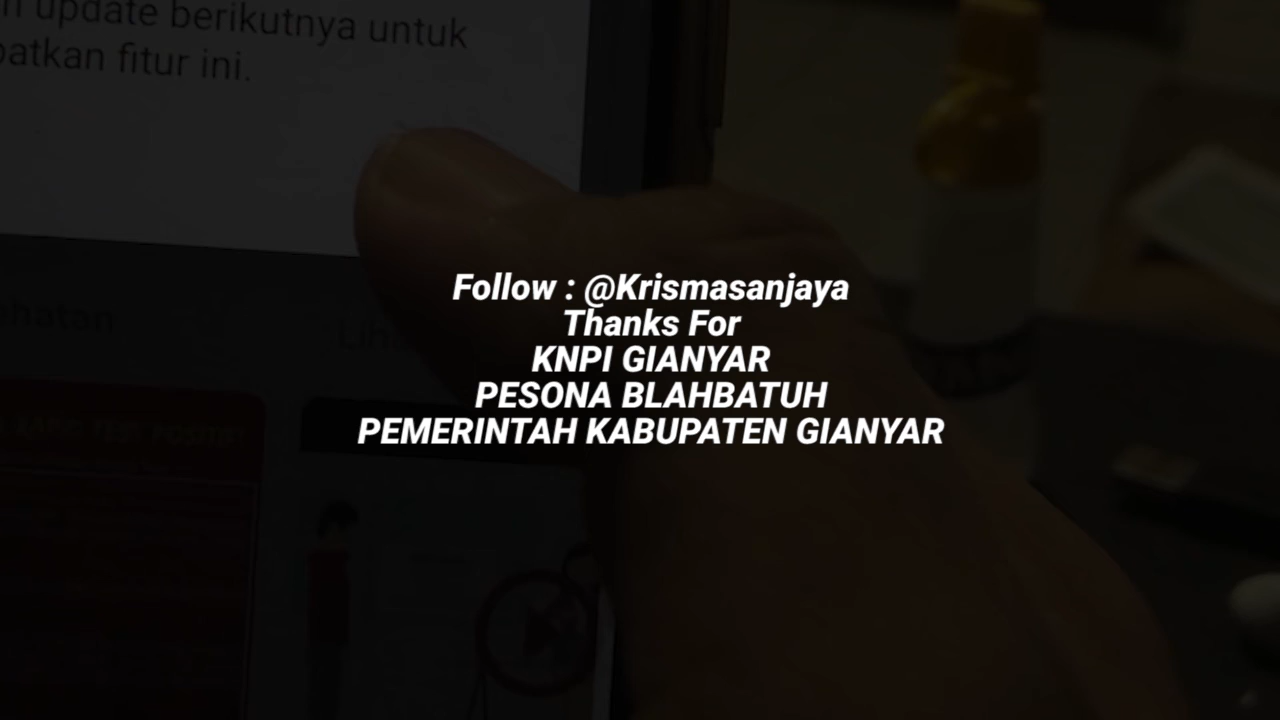 update berikutnya untuk
fitur ini.
Follow : @Krismasanjaya
Thanks For
KNPI GIANYAR
PESONA BLAHBATUH
PEMERINTAH KABUPATEN GIANYAR